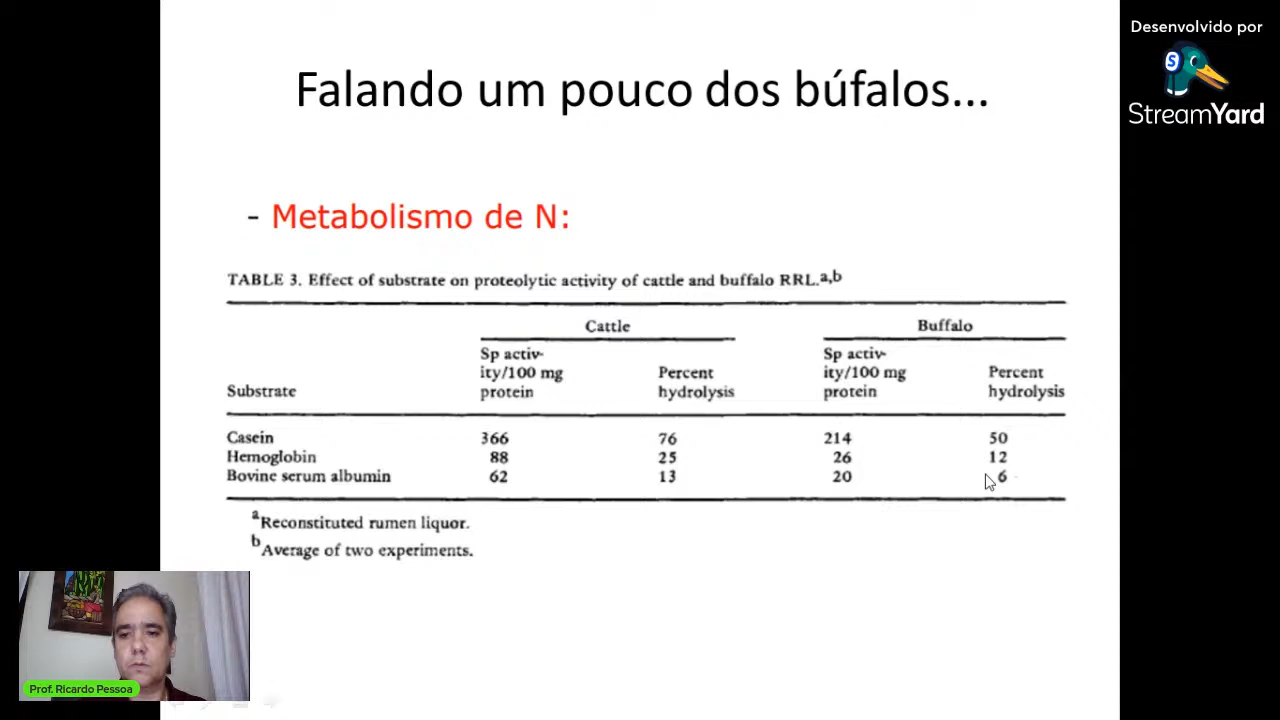 Desenvolvido por
StreamYard
Falando um pouco dos búfalos...
- Metabolismo de N:
TABLE 3. Effect of substrate on proteolytic activity of cattle and buffalo RRL.a,b
Cattle Buffalo
Sp activ- Sp activ-
ity/100 mg Percent ity/100 mg Percent
Substrate protein hydrolysis protein hydrolysis
Casein 366 76 214 50
Hemoglobin 88 25 26 12
Bovine serum albumin 62 13 20 6
aReconstituted rumen liquor.
bAverage of two experiments.
Prof. Ricardo Pessoa